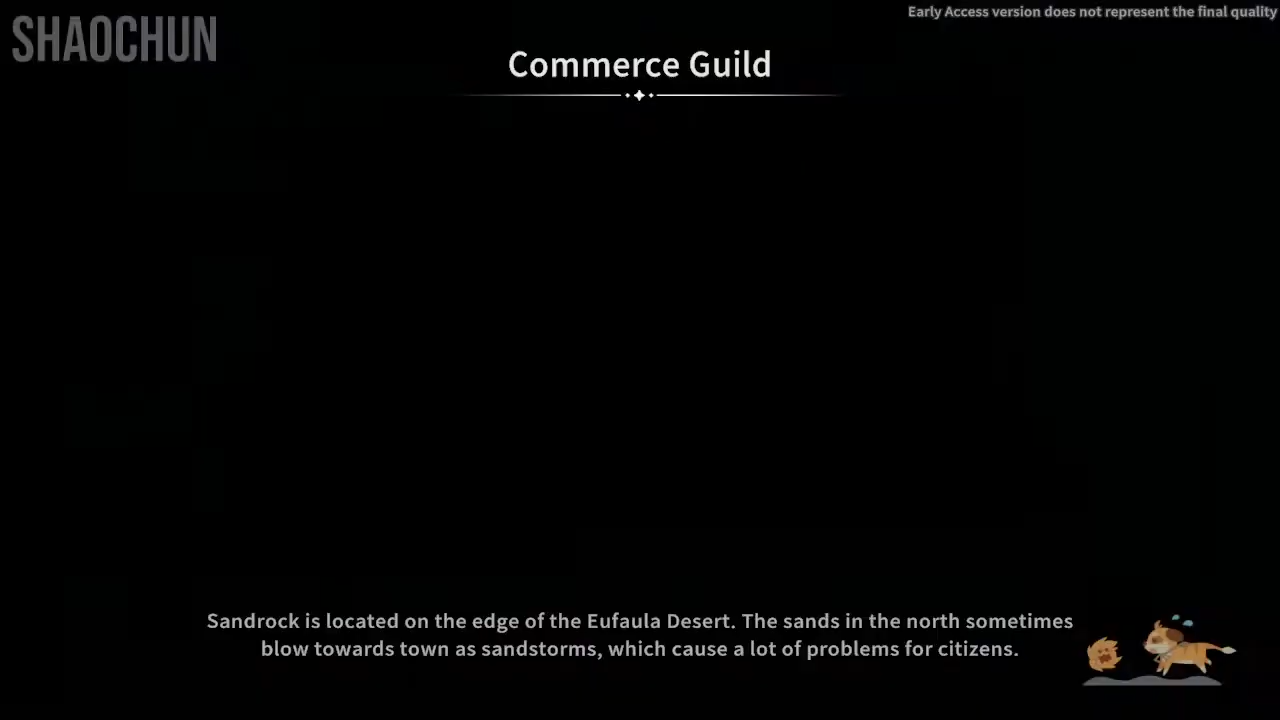 SHAOCHUN
Early Access version does not represent the final quality
Commerce Guild
Sandrock is located on the edge of the Eufaula Desert. The sands in the north sometimes
blow towards town as sandstorms, which cause a lot of problems for citizens.